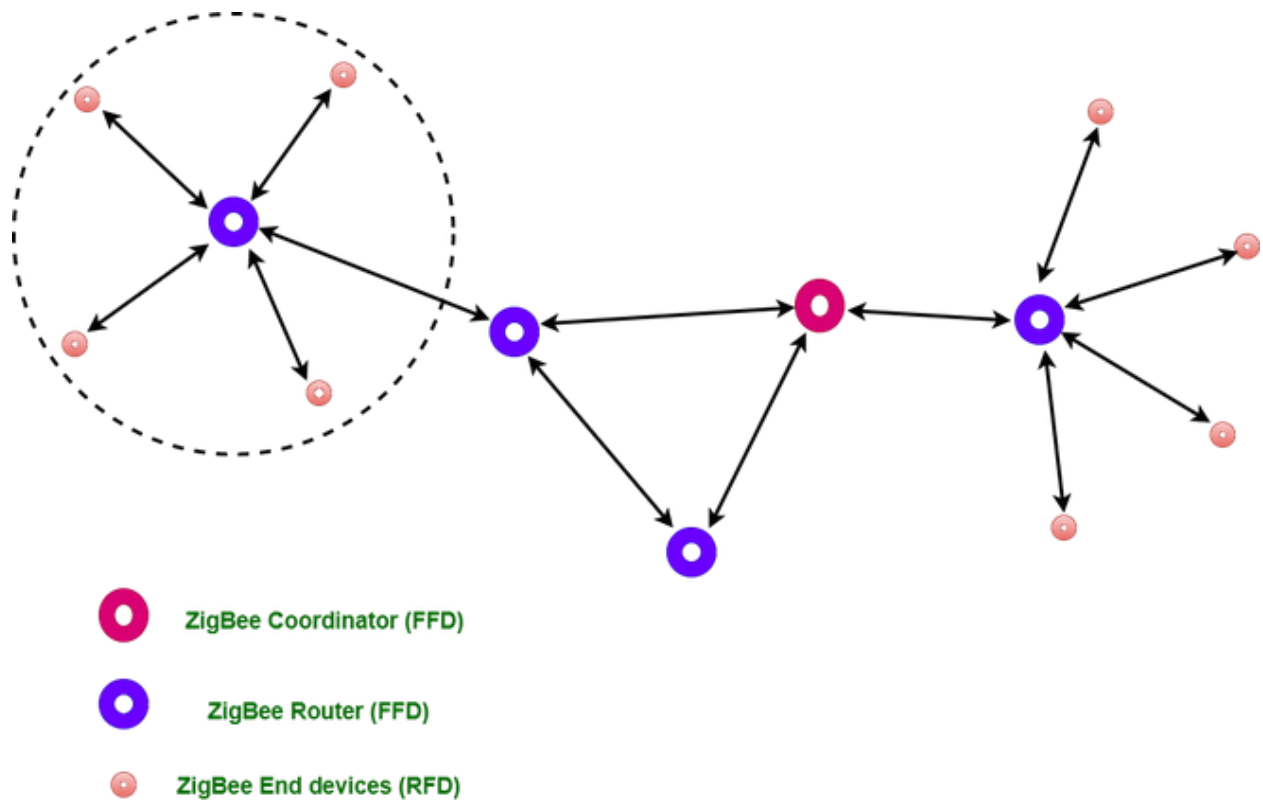 ZigBee Coordinator (FFD)
ZigBee Router (FFD)
ZigBee End devices (RFD)